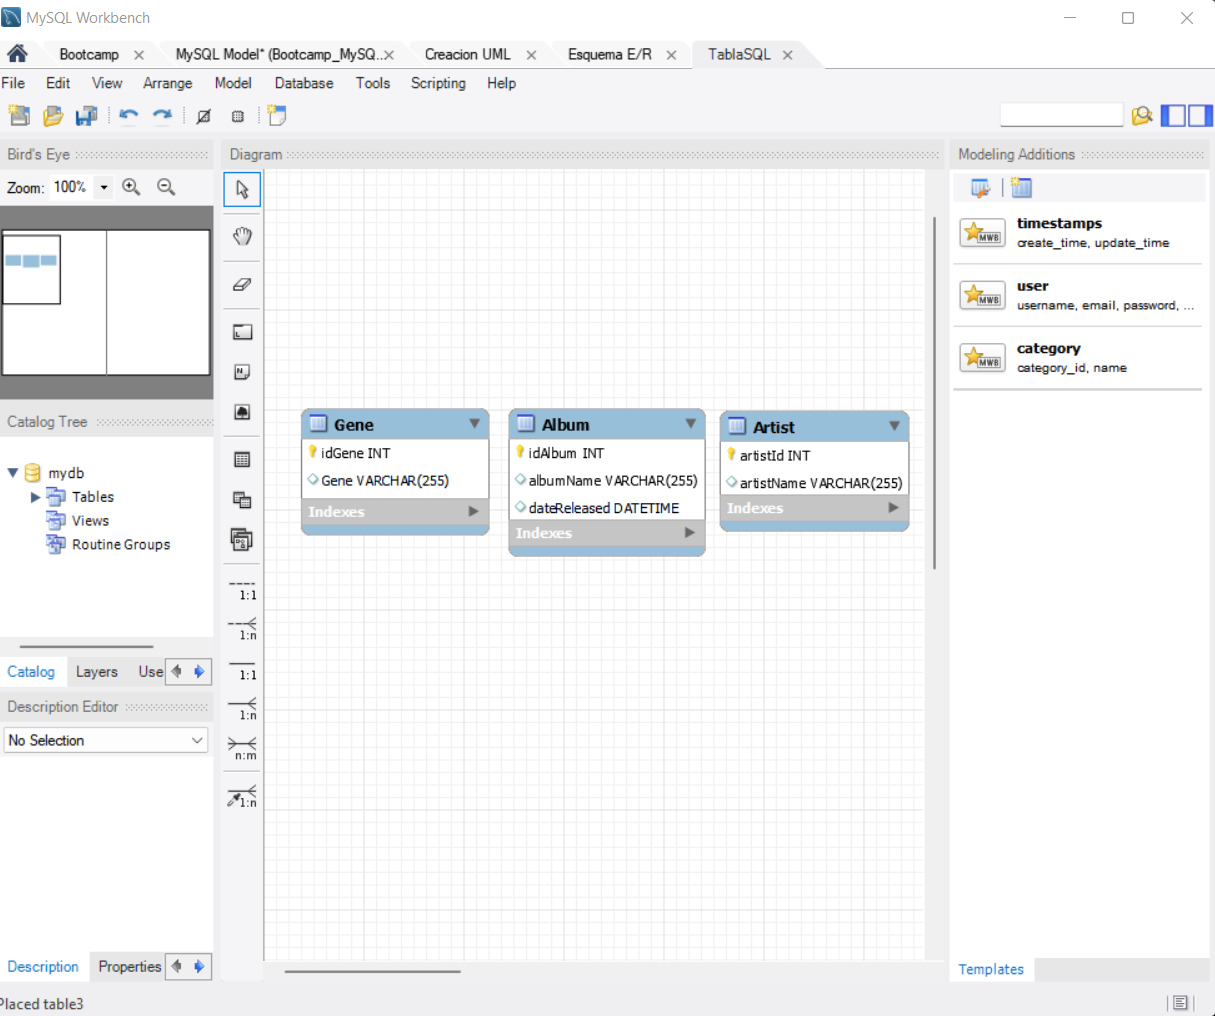 MySQL Workbench
Bootcamp
MySQL Model* (Bootcamp_MySQ..
Creacion UML
Esquema E/R
TablaSQL
File Edit View Arrange Model Database Tools Scripting Help
Bird's Eye
Zoom: 100%
Catalog Tree
mydb
Tables
Views
Routine Groups
Catalog Layers Use
Description Editor
No Selection
Description Properties
Placed table3
Diagram
1:1
1:n
1:1
1:n
n:m
1:n
Gene
idGene INT
Gene VARCHAR(255)
Indexes
Album
idAlbum INT
albumName VARCHAR(255)
dateReleased DATETIME
Indexes
Artist
artistId INT
artistName VARCHAR(255)
Indexes
Modeling Additions
MWB
timestamps
create_time, update_time
MWB
user
username, email, password, ...
MWB
category
category_id, name
Templates